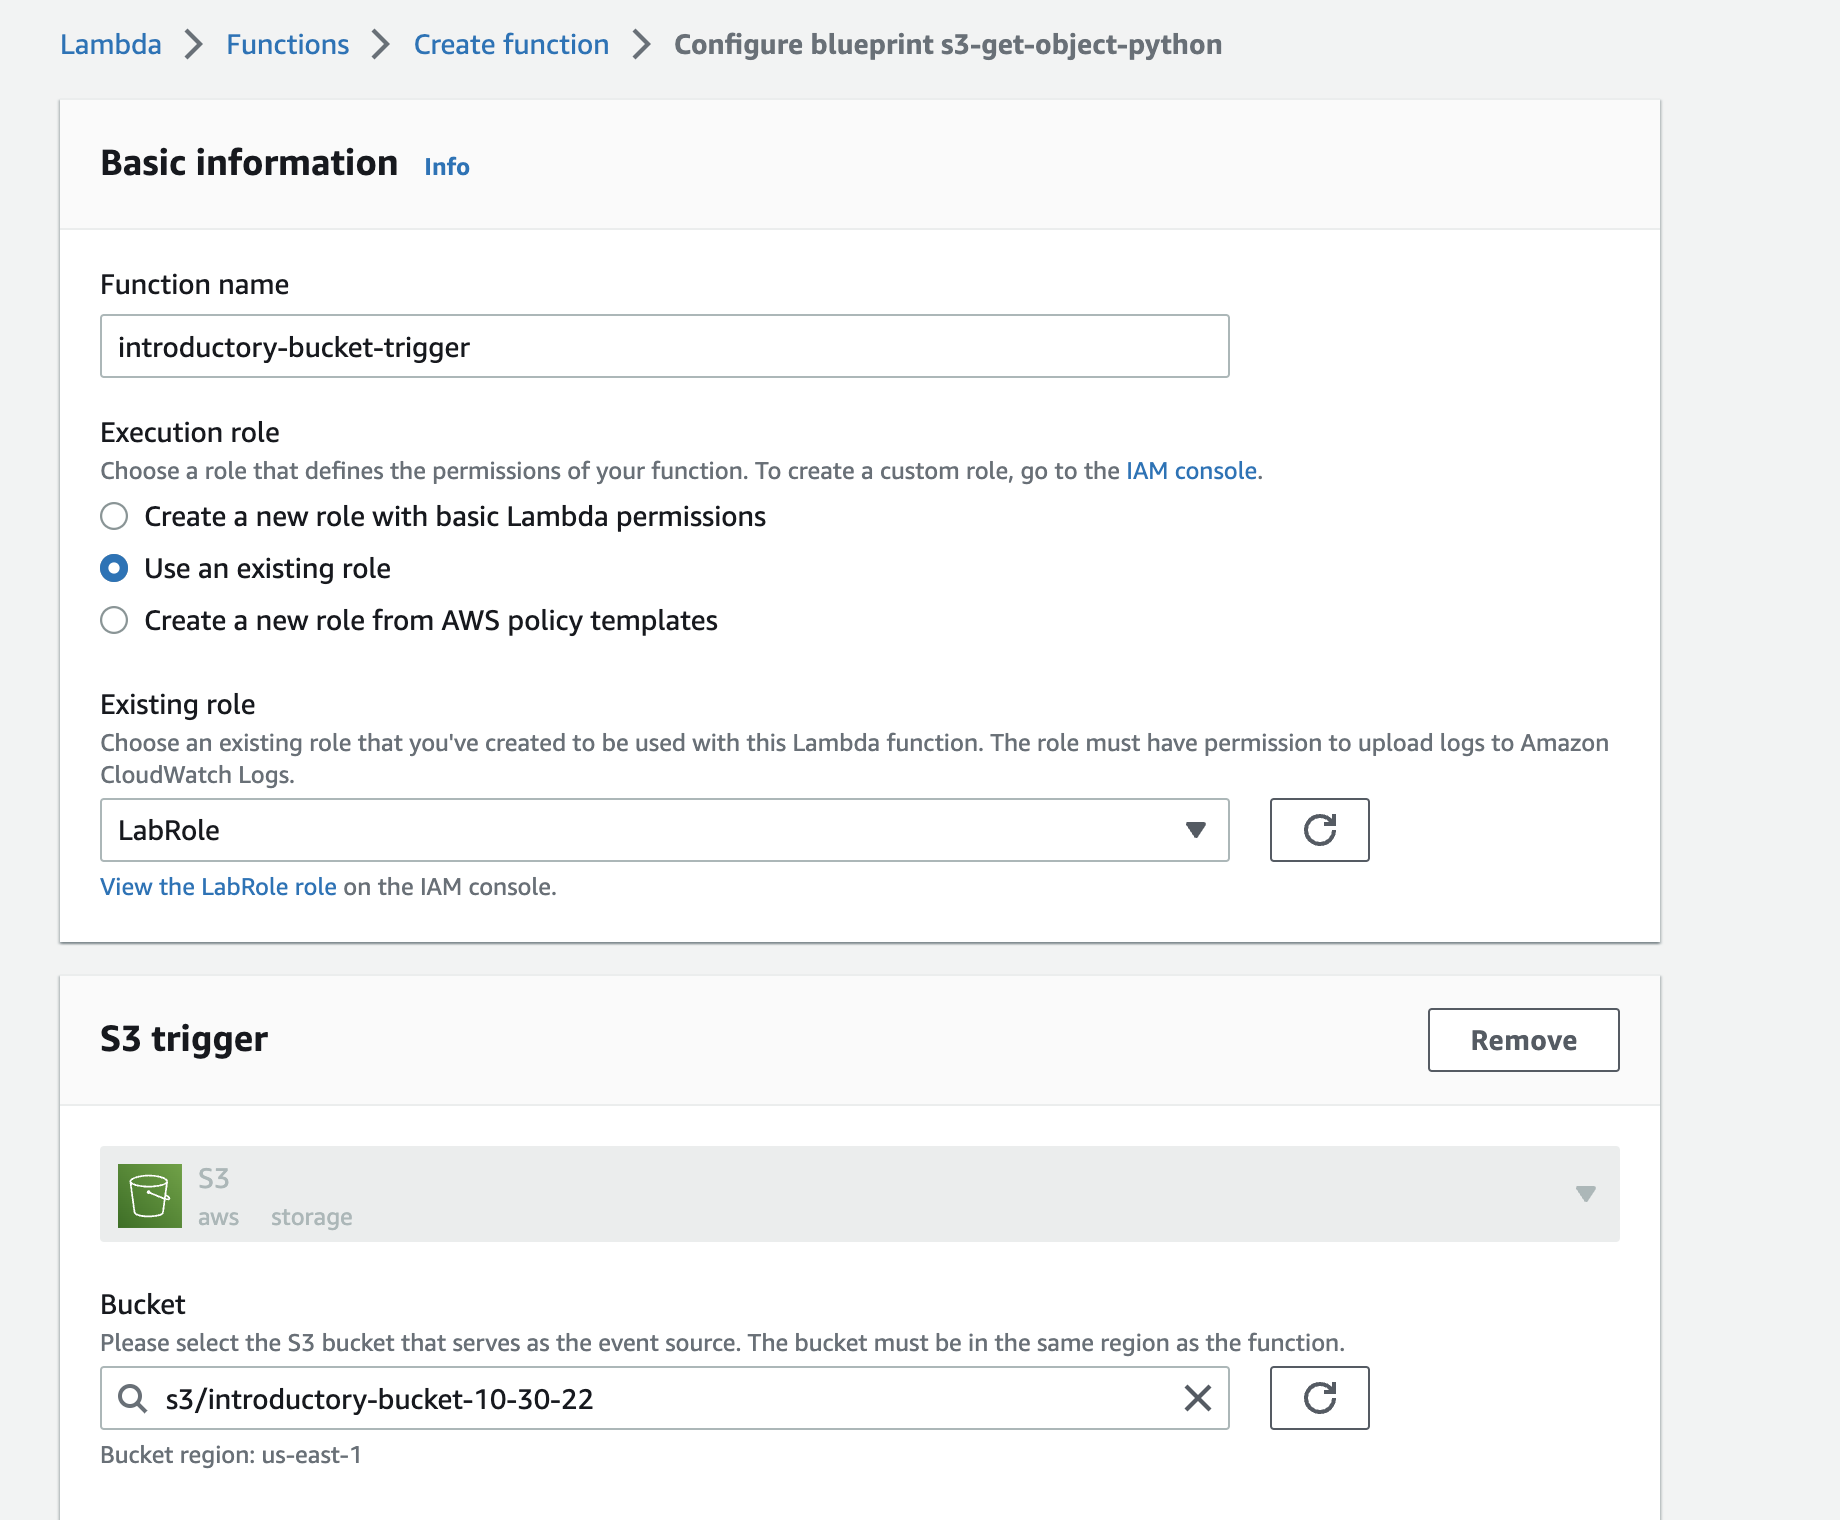 Lambda > Functions > Create function > Configure blueprint s3-get-object-python
Basic information Info
Function name
introductory-bucket-trigger
Execution role
Choose a role that defines the permissions of your function. To create a custom role, go to the IAM console.
Create a new role with basic Lambda permissions
Use an existing role
Create a new role from AWS policy templates
Existing role
Choose an existing role that you've created to be used with this Lambda function. The role must have permission to upload logs to Amazon
CloudWatch Logs.
LabRole
View the LabRole role on the IAM console.
S3 trigger Remove
S3
aws storage
Bucket
Please select the S3 bucket that serves as the event source. The bucket must be in the same region as the function.
s3/introductory-bucket-10-30-22
Bucket region: us-east-1